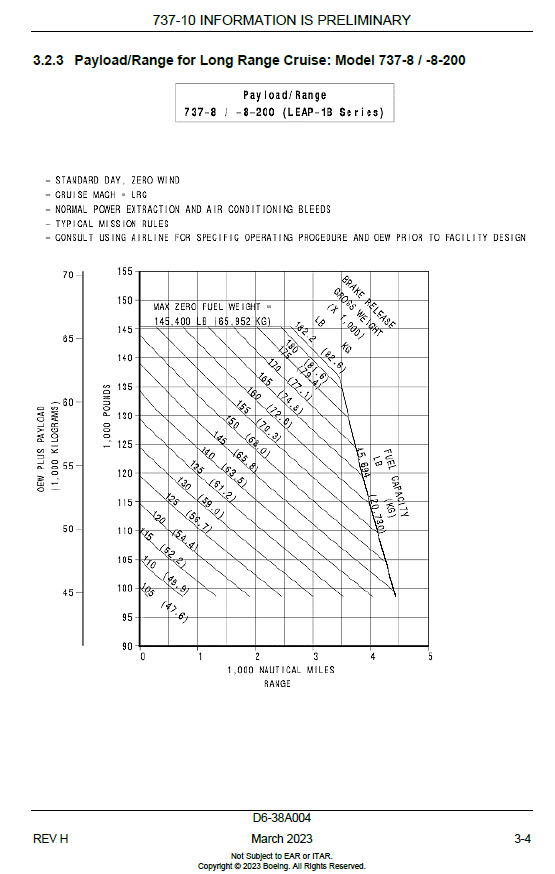 737-10 INFORMATION IS PRELIMINARY
3.2.3 Payload/Range for Long Range Cruise: Model 737-8 / -8-200
Payload/Range
737-8 / -8-200 (LEAP-1B Series)
- STANDARD DAY, ZERO WIND
- CRUISE MACH = LRC
- NORMAL POWER EXTRACTION AND AIR CONDITIONING BLEEDS
- TYPICAL MISSION RULES
- CONSULT USING AIRLINE FOR SPECIFIC OPERATING PROCEDURE AND OEW PRIOR TO FACILITY DESIGN
OEW PLUS PAYLOAD
(1,000 KILOGRAMS)
70
65
60
55
50
45
1,000 POUNDS
155
150
145
140
135
130
125
120
115
110
105
100
95
90
MAX ZERO FUEL WEIGHT =
145,400 LB (65,952 KG)
BRAKE RELEASE
GROSS WEIGHT
(X 1,000)
LB KG
182.2 (82.6)
180 (81.6)
175 (79.4)
170 (77.1)
165 (74.8)
160 (72.6)
155 (70.3)
150 (68.0)
145 (65.8)
140 (63.5)
135 (61.2)
130 (59.0)
125 (56.7)
120 (54.4)
115 (52.2)
110 (49.9)
105 (47.6)
FUEL CAPACITY
LB (KG)
45,694 (20,730)
0 1 2 3 4 5
1,000 NAUTICAL MILES
RANGE
D6-38A004
REV H March 2023 3-4
Not Subject to EAR or ITAR.
Copyright © 2023 Boeing. All Rights Reserved.